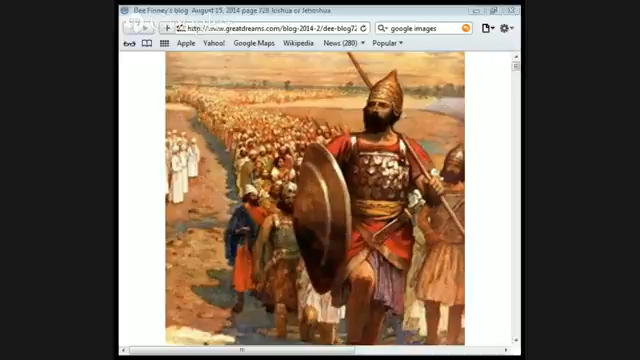 Dee Finney's blog August 15, 2014 page 728 Joshua or Jehoshua
http://www.greatdreams.com/blog-2014-2/dee-blog72
google images
Apple Yahoo! Google Maps Wikipedia News (280) Popular